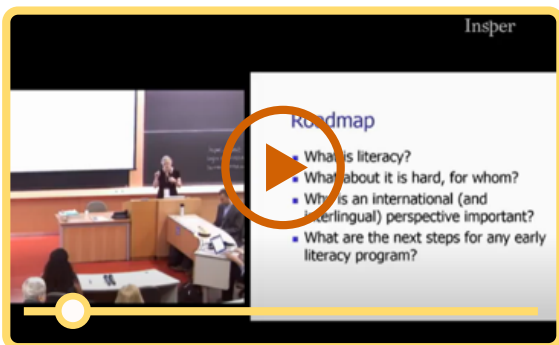 Insper
Roadmap
What is literacy?
What about it is hard, for whom?
Why is an international (and
interlingual) perspective important?
What are the next steps for any early
literacy program?